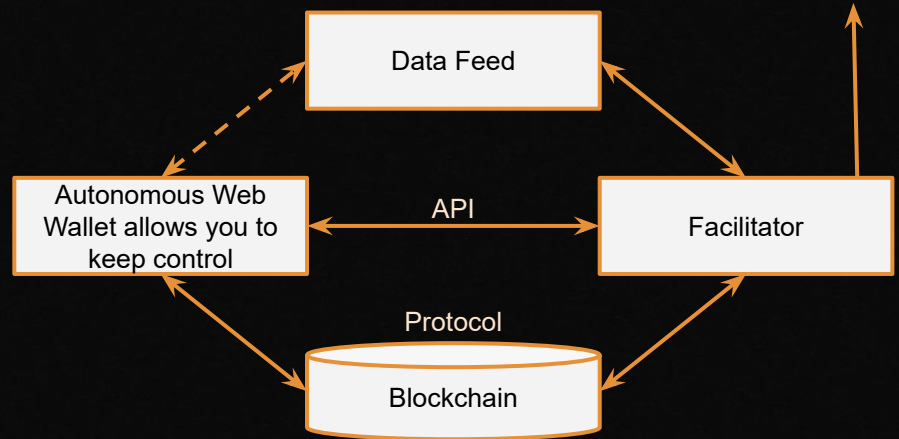 Data Feed
Autonomous Web
Wallet allows you to
keep control
API
Facilitator
Protocol
Blockchain